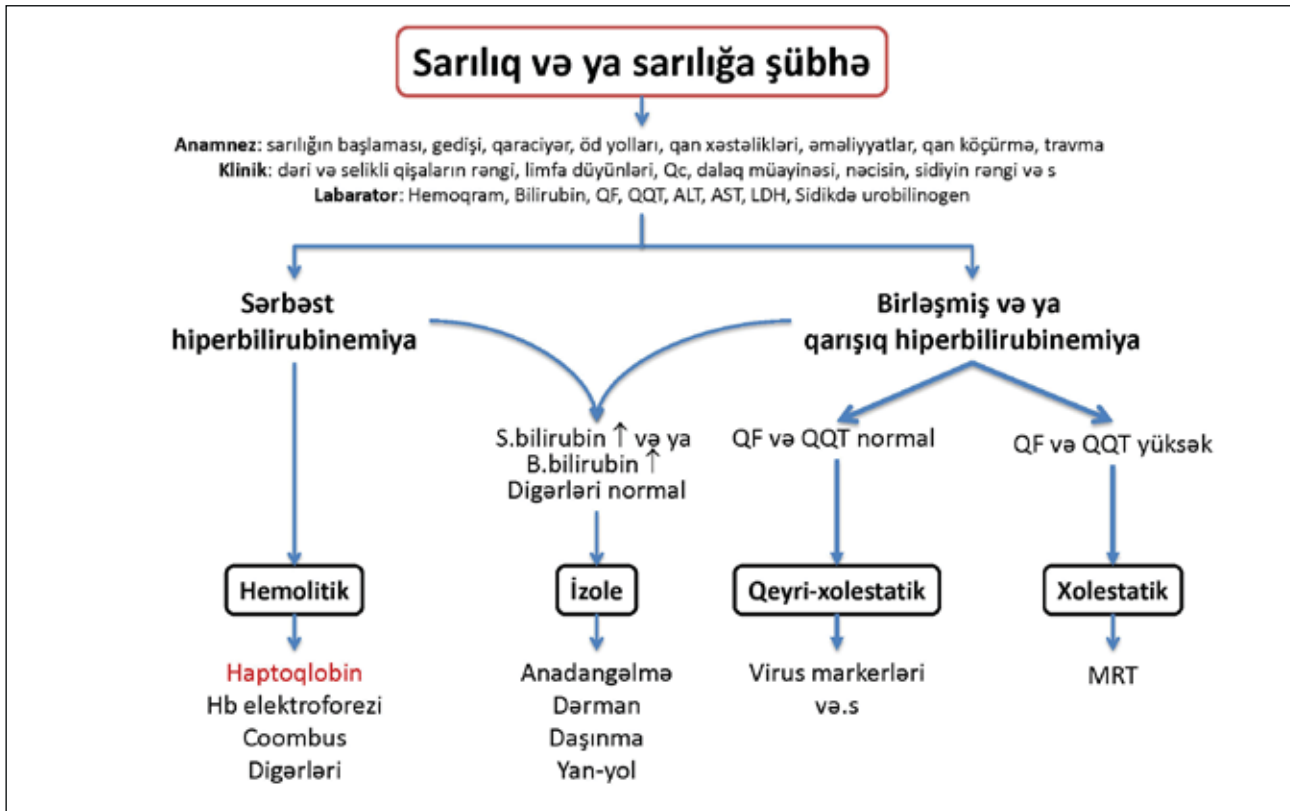 Sarılıq və ya sarılığa şübhə
Anamnez: sarılığın başlaması, gedişi, qaraciyər, öd yolları, qan xəstəlikləri, əməliyyatlar, qan köçürmə, travma
Klinik: dəri və selikli qişaların rəngi, limfa düyünləri, Qc, dalaq müayinəsi, nəcisin, sidiyin rəngi və s
Labarator: Hemoqram, Bilirubin, QF, QQT, ALT, AST, LDH, Sidikdə urobilinogen
Sərbəst
hiperbilirubinemiya
Birləşmiş və ya
qarışıq hiperbilirubinemiya
S.bilirubin ↑ və ya
B.bilirubin ↑
Digərləri normal
QF və QQT normal
QF və QQT yüksək
Hemolitik
İzole
Qeyri-xolestatik
Xolestatik
Haptoqlobin
Hb elektroforezi
Coombus
Digərləri
Anadangəlmə
Dərman
Daşınma
Yan-yol
Virus markerləri
və.s
MRT